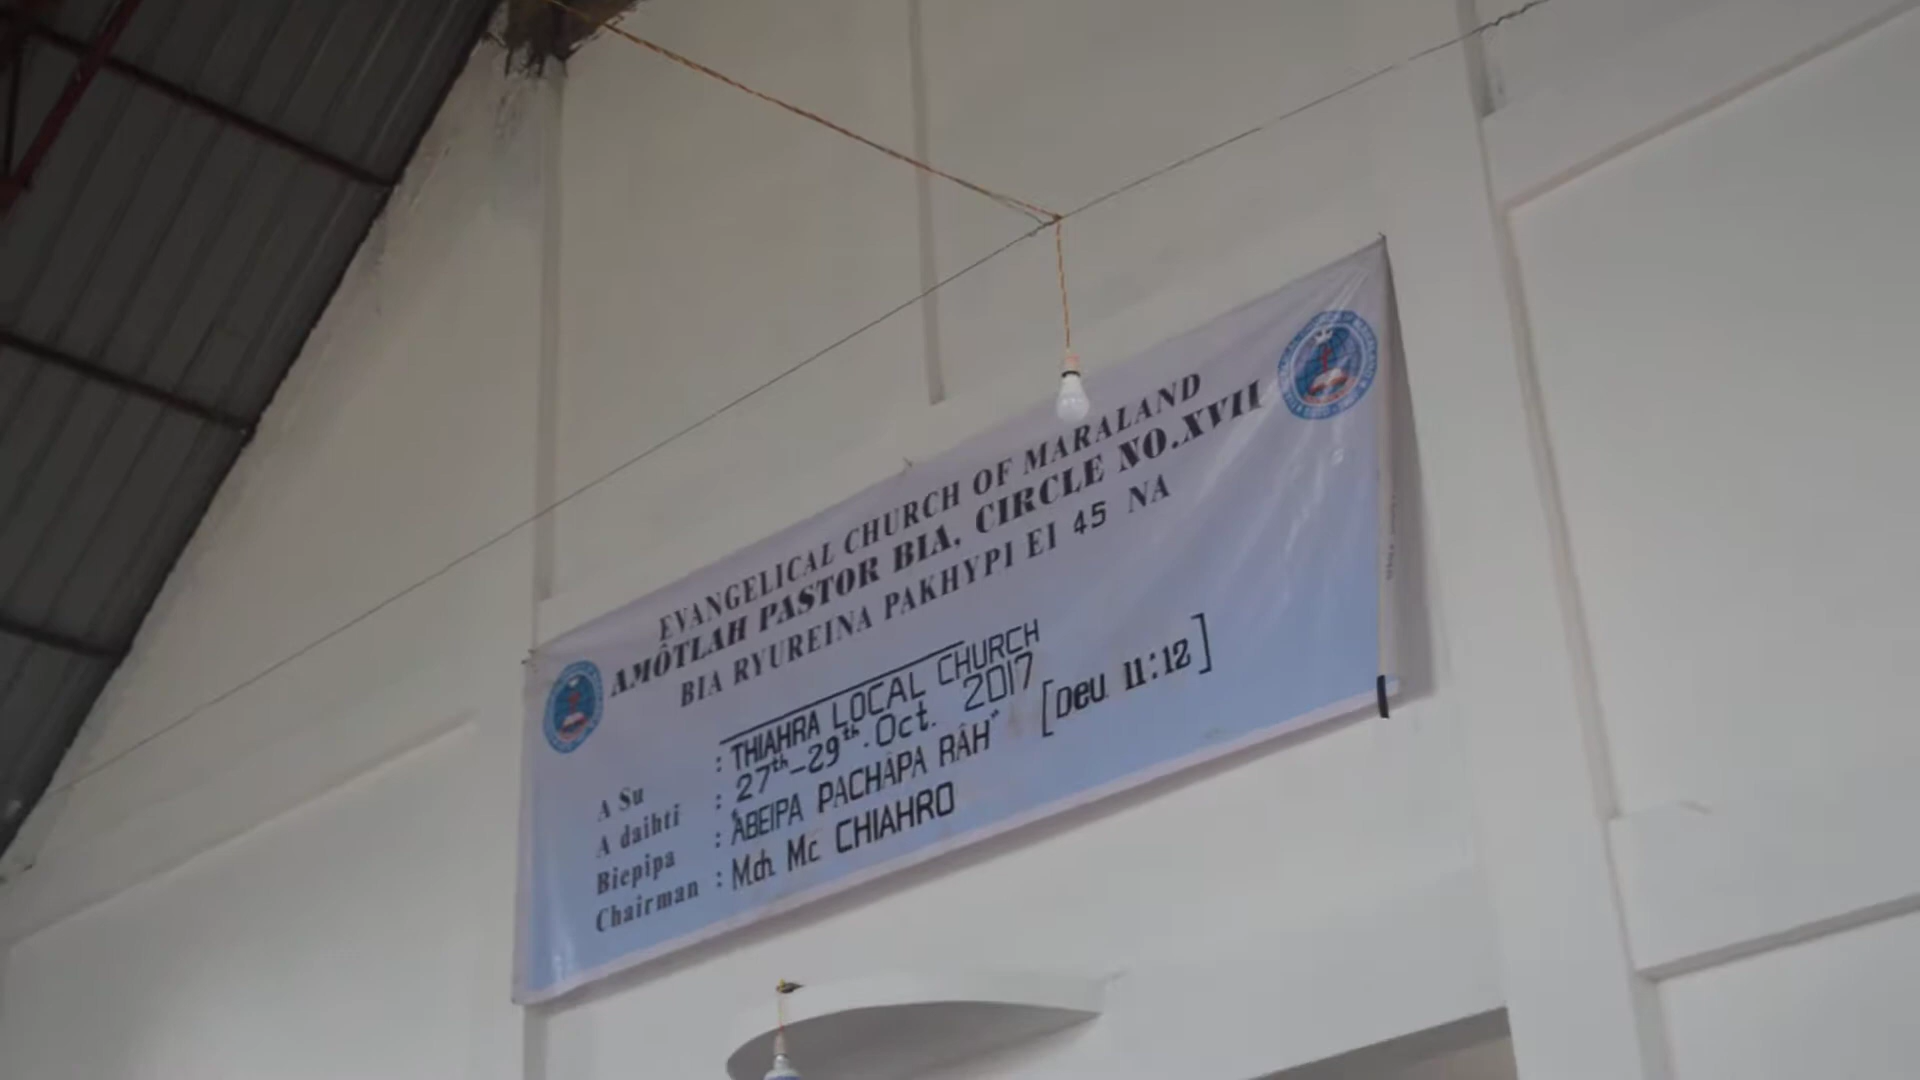 EVANGELICAL CHURCH OF MARALAND
AMÔTLAH PASTOR BIA, CIRCLE NO.XVII
BIA RYUREINA PAKHYPI EI 45 NA
A Su : THIAHRA LOCAL CHURCH
A daihti : 27th-29th.Oct. 2017
Biepipa : "ABEIPA PACHÂPA RÂH" [Deu. 11:12]
Chairman : Mch. Mc CHIAHRO